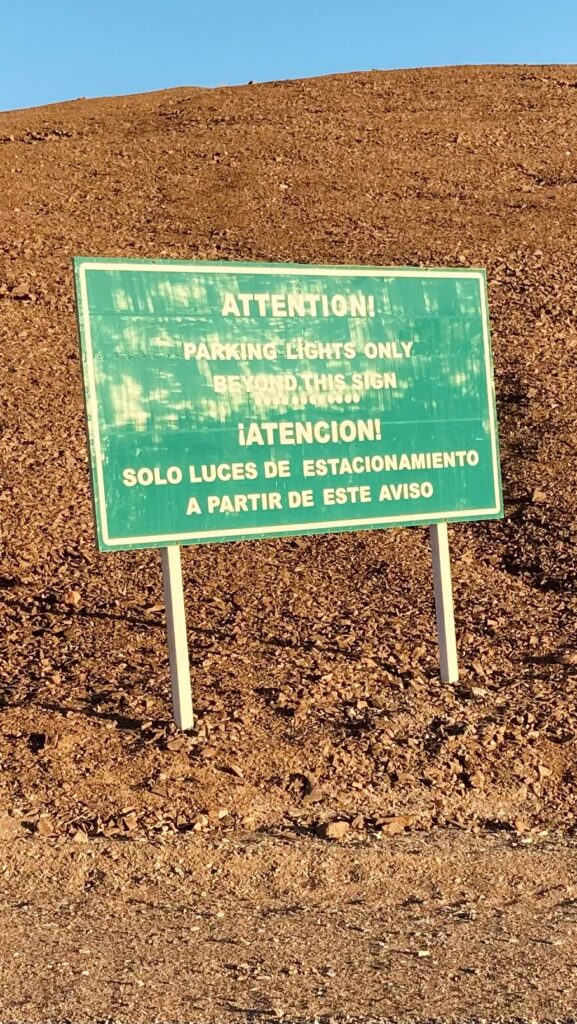 ATTENTION!
PARKING LIGHTS ONLY
BEYOND THIS SIGN
¡ATENCION!
SOLO LUCES DE ESTACIONAMIENTO
A PARTIR DE ESTE AVISO